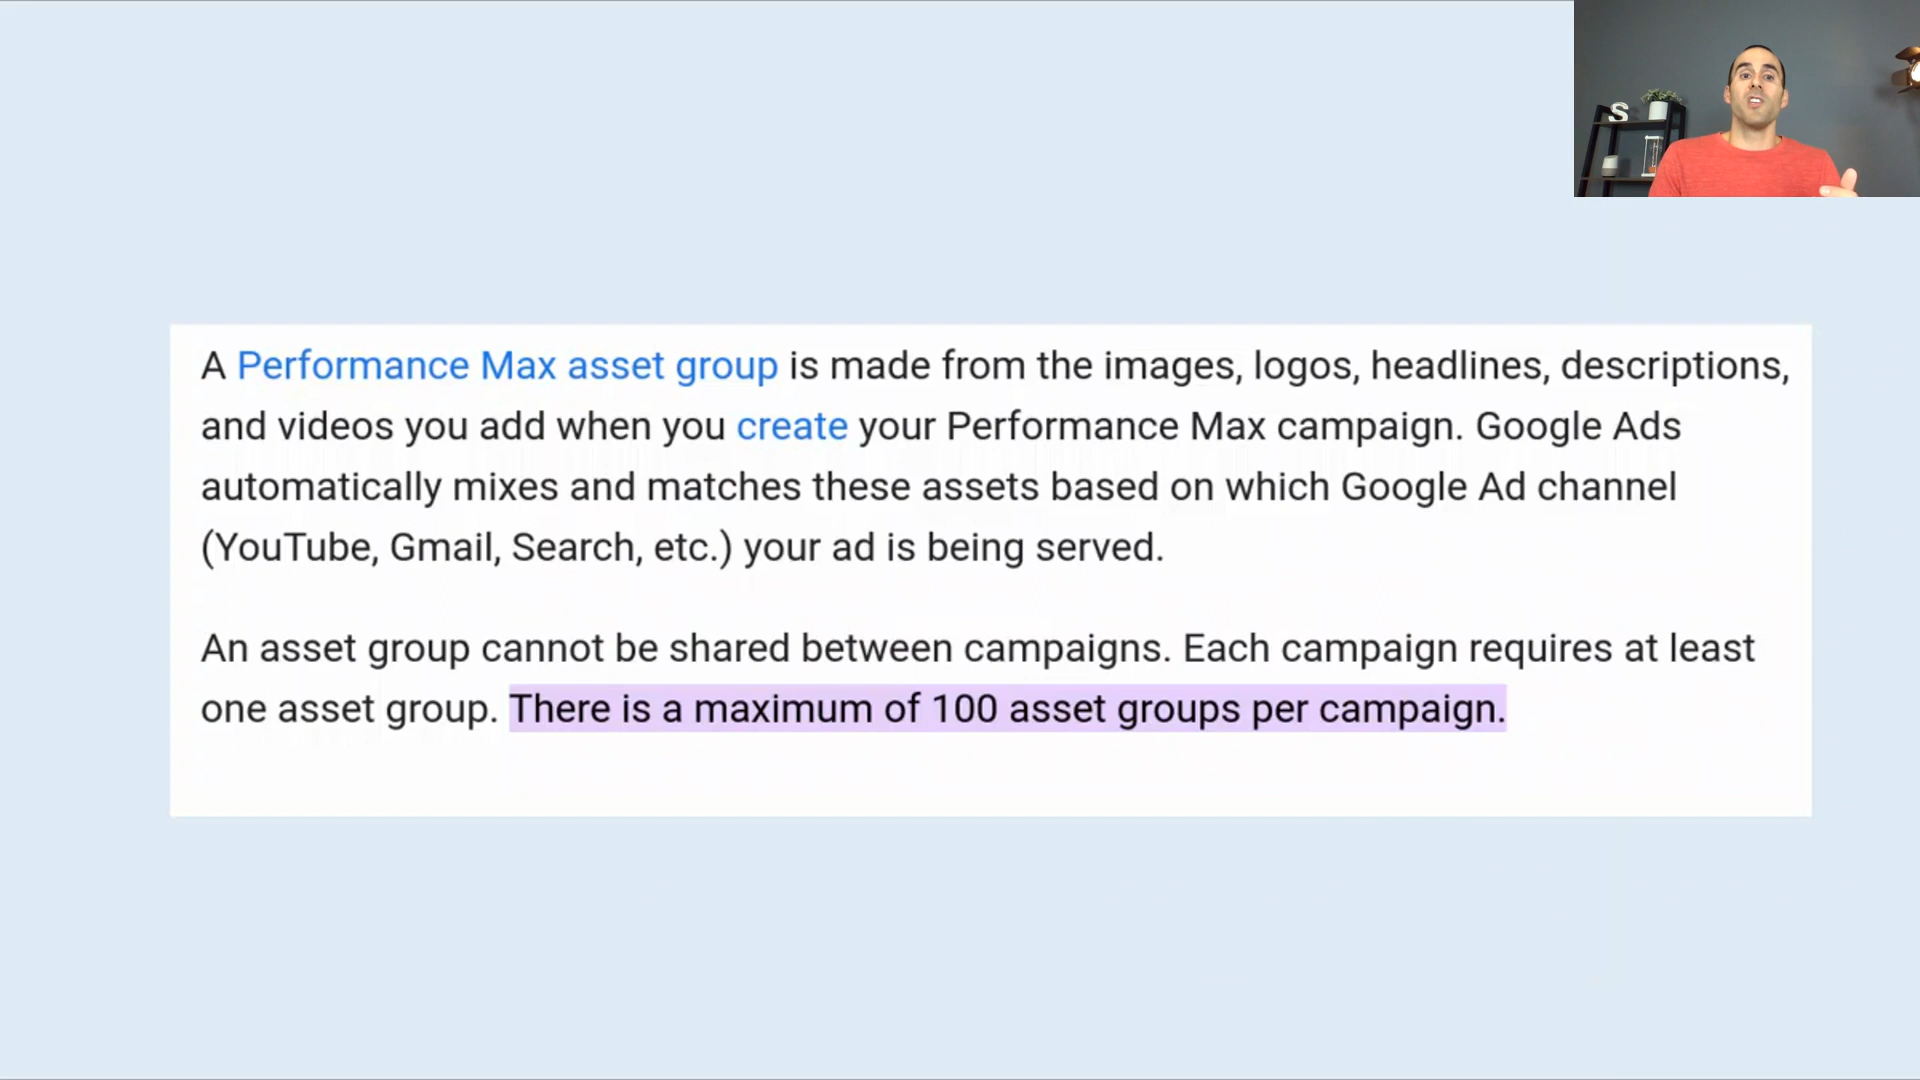 S
A Performance Max asset group is made from the images, logos, headlines, descriptions,
and videos you add when you create your Performance Max campaign. Google Ads
automatically mixes and matches these assets based on which Google Ad channel
(YouTube, Gmail, Search, etc.) your ad is being served.
An asset group cannot be shared between campaigns. Each campaign requires at least
one asset group. There is a maximum of 100 asset groups per campaign.